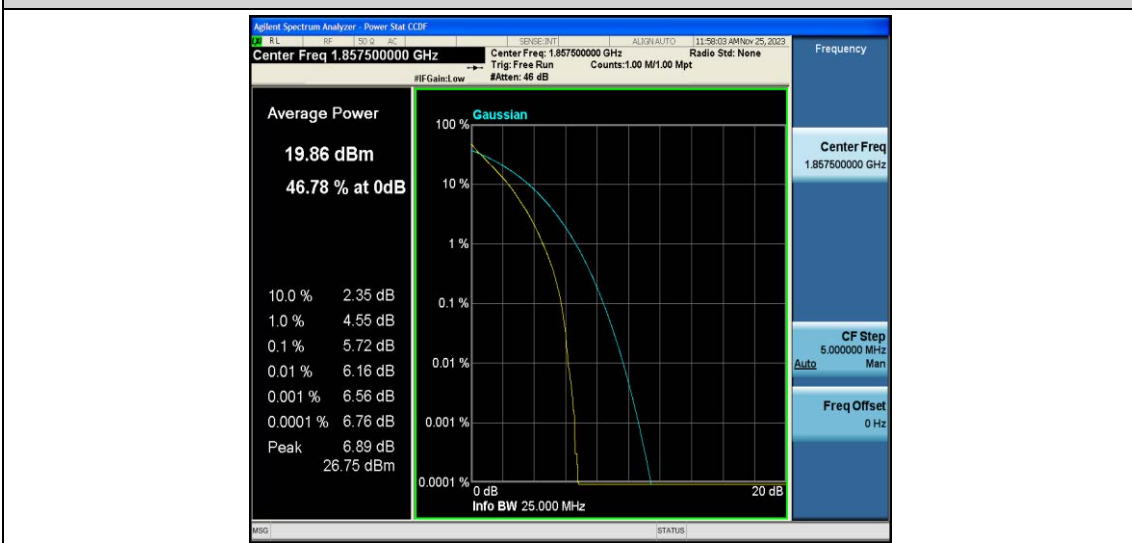 Agilent Spectrum Analyzer - Power Stat CCDF
RL RF 50 Ω AC SENSE:INT ALIGN AUTO 11:58:03 AM Nov 25, 2023
Center Freq 1.857500000 GHz
Center Freq: 1.857500000 GHz Radio Std: None
Trig: Free Run Counts:1.00 M/1.00 Mpt
#IFGain:Low #Atten: 46 dB
Frequency
Average Power
19.86 dBm
46.78 % at 0dB
10.0 % 2.35 dB
1.0 % 4.55 dB
0.1 % 5.72 dB
0.01 % 6.16 dB
0.001 % 6.56 dB
0.0001 % 6.76 dB
Peak 6.89 dB
26.75 dBm
Gaussian
100 %
10 %
1 %
0.1 %
0.01 %
0.001 %
0.0001 %
0 dB 20 dB
Info BW 25.000 MHz
Center Freq
1.857500000 GHz
CF Step
5.000000 MHz
Auto Man
Freq Offset
0 Hz
MSG STATUS